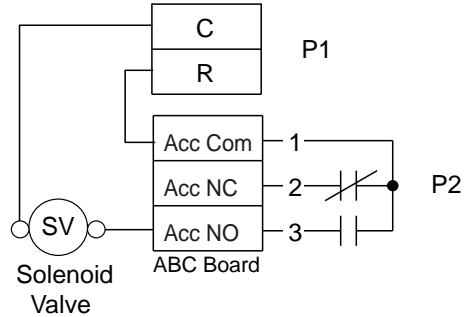 C
P1
R
Acc Com 1
Acc NC 2
P2
SV
Acc NO 3
ABC Board
Solenoid
Valve